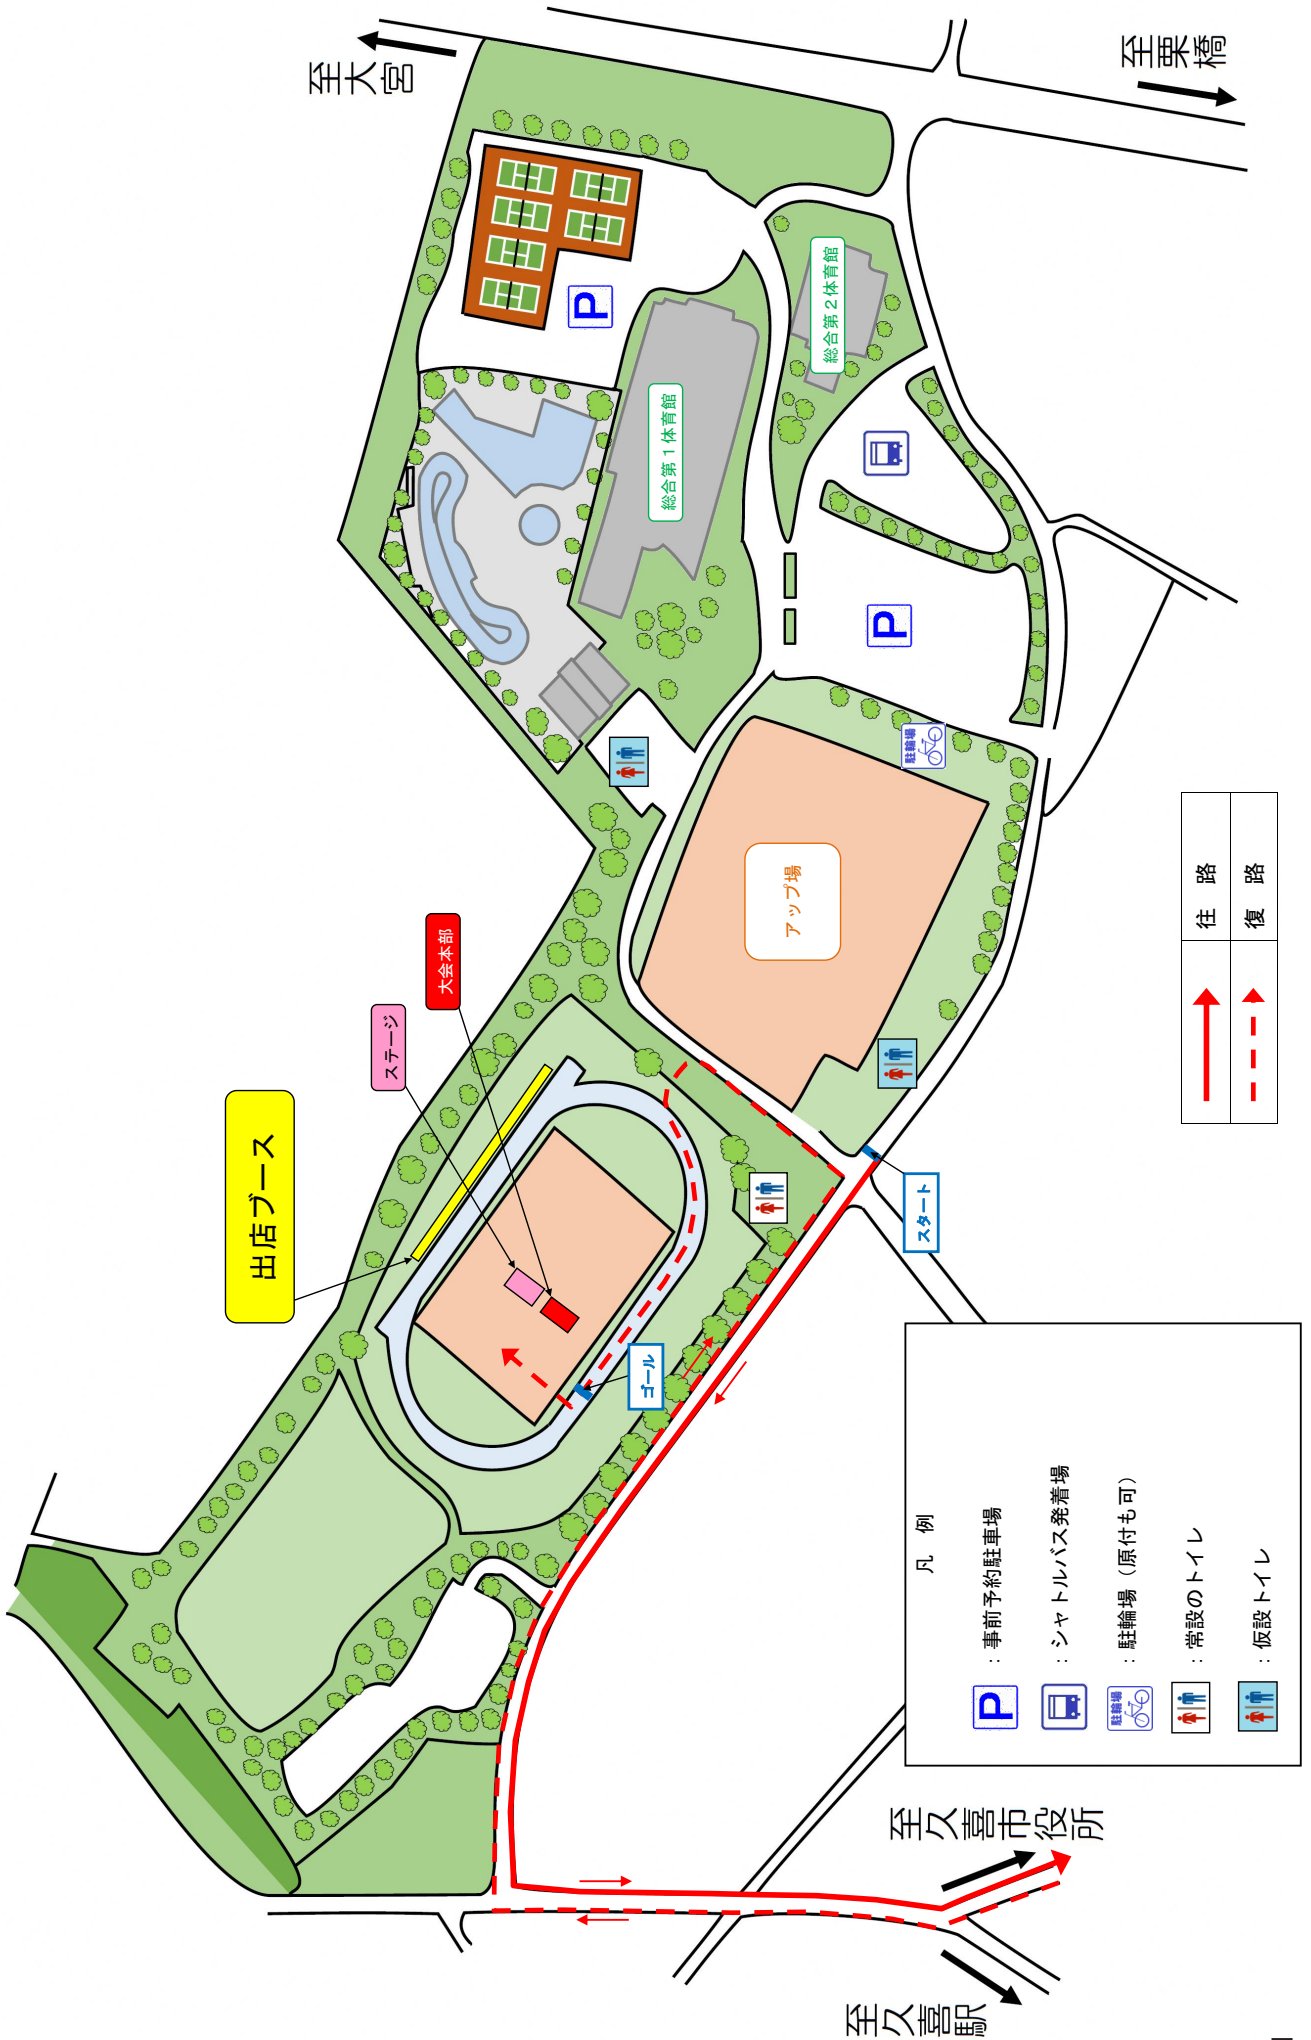 至大宮
至栗橋
総合第２体育館
総合第１体育館
P
P
駐輪場
アップ場
大会本部
ステージ
出店ブース
スタート
ゴール
往　路
復　路
凡　例
P
：事前予約駐車場
：シャトルバス発着場
駐輪場
：駐輪場（原付も可）
：常設のトイレ
：仮設トイレ
至久喜市役所
至久喜駅